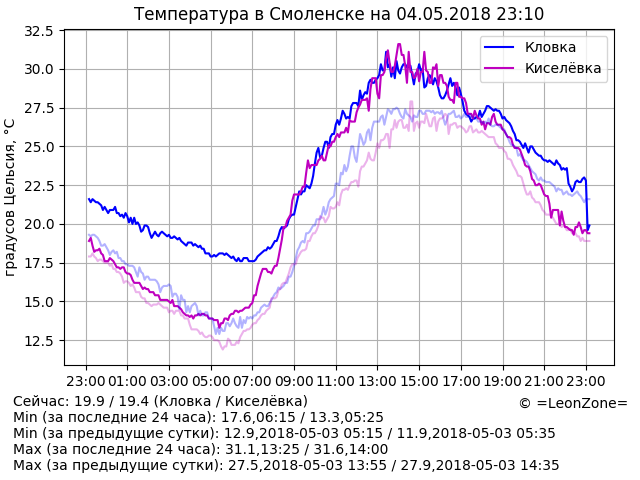 Температура в Смоленске на 04.05.2018 23:10
градусов Цельсия, °C
32.5
30.0
27.5
25.0
22.5
20.0
17.5
15.0
12.5
Кловка
Киселёвка
23:00 01:00 03:00 05:00 07:00 09:00 11:00 13:00 15:00 17:00 19:00 21:00 23:00
Сейчас: 19.9 / 19.4 (Кловка / Киселёвка)
© =LeonZone=
Min (за последние 24 часа): 17.6,06:15 / 13.3,05:25
Min (за предыдущие сутки): 12.9,2018-05-03 05:15 / 11.9,2018-05-03 05:35
Max (за последние 24 часа): 31.1,13:25 / 31.6,14:00
Max (за предыдущие сутки): 27.5,2018-05-03 13:55 / 27.9,2018-05-03 14:35